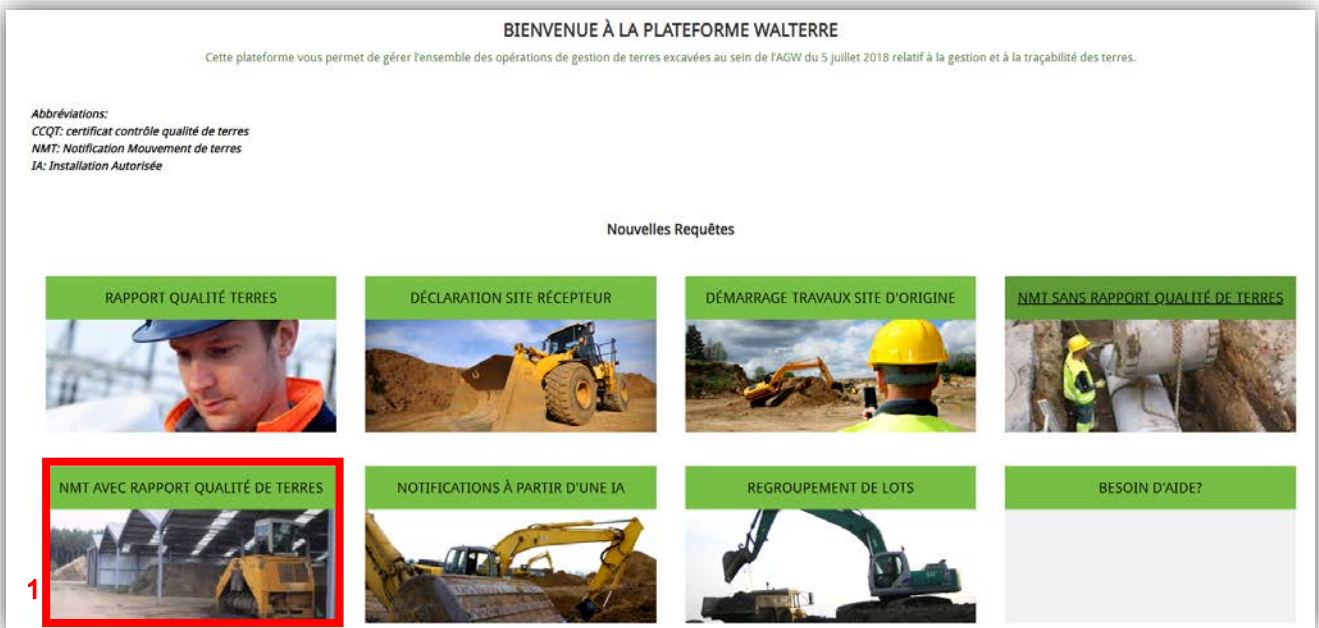 BIENVENUE À LA PLATEFORME WALTERRE
Cette plateforme vous permet de gérer l'ensemble des opérations de gestion de terres excavées au sein de l'AGW du 5 juillet 2018 relatif à la gestion et à la traçabilité des terres.
Abbréviations:
CCQT: certificat contrôle qualité de terres
NMT: Notification Mouvement de terres
IA: Installation Autorisée
Nouvelles Requêtes
RAPPORT QUALITÉ TERRES
DÉCLARATION SITE RÉCEPTEUR
DÉMARRAGE TRAVAUX SITE D'ORIGINE
NMT SANS RAPPORT QUALITÉ DE TERRES
NMT AVEC RAPPORT QUALITÉ DE TERRES
NOTIFICATIONS À PARTIR D'UNE IA
REGROUPEMENT DE LOTS
BESOIN D'AIDE?
1